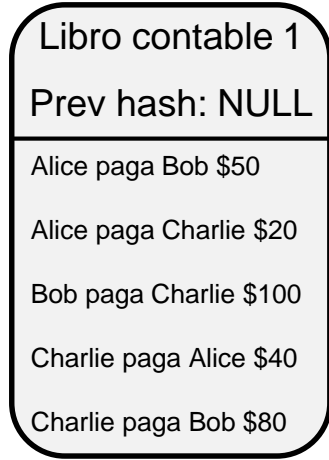 Libro contable 1
Prev hash: NULL
Alice paga Bob $50
Alice paga Charlie $20
Bob paga Charlie $100
Charlie paga Alice $40
Charlie paga Bob $80